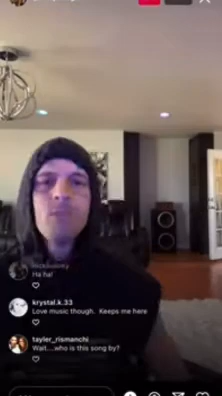 Ha ha!
krystal.k.33
Love music though. Keeps me here
tayler_rismanchi
Wait....who is this song by?